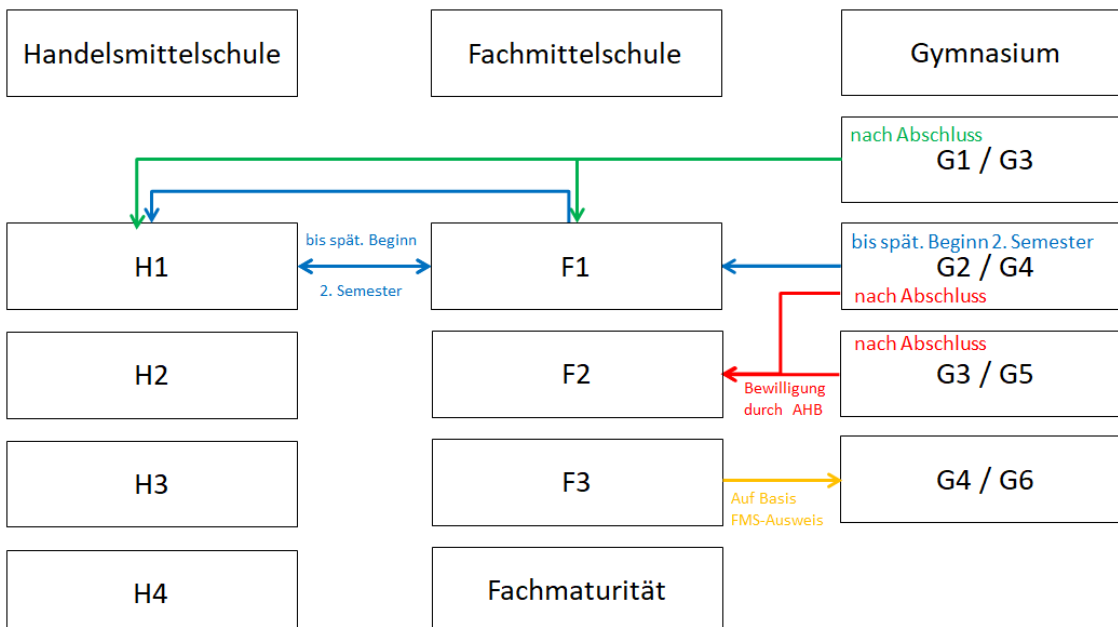 Handelsmittelschule
Fachmittelschule
Gymnasium
nach Abschluss
G1 / G3
H1
bis spät. Beginn
2. Semester
F1
bis spät. Beginn 2. Semester
G2 / G4
nach Abschluss
H2
F2
Bewilligung
durch AHB
nach Abschluss
G3 / G5
H3
F3
Auf Basis
FMS-Ausweis
G4 / G6
H4
Fachmaturität